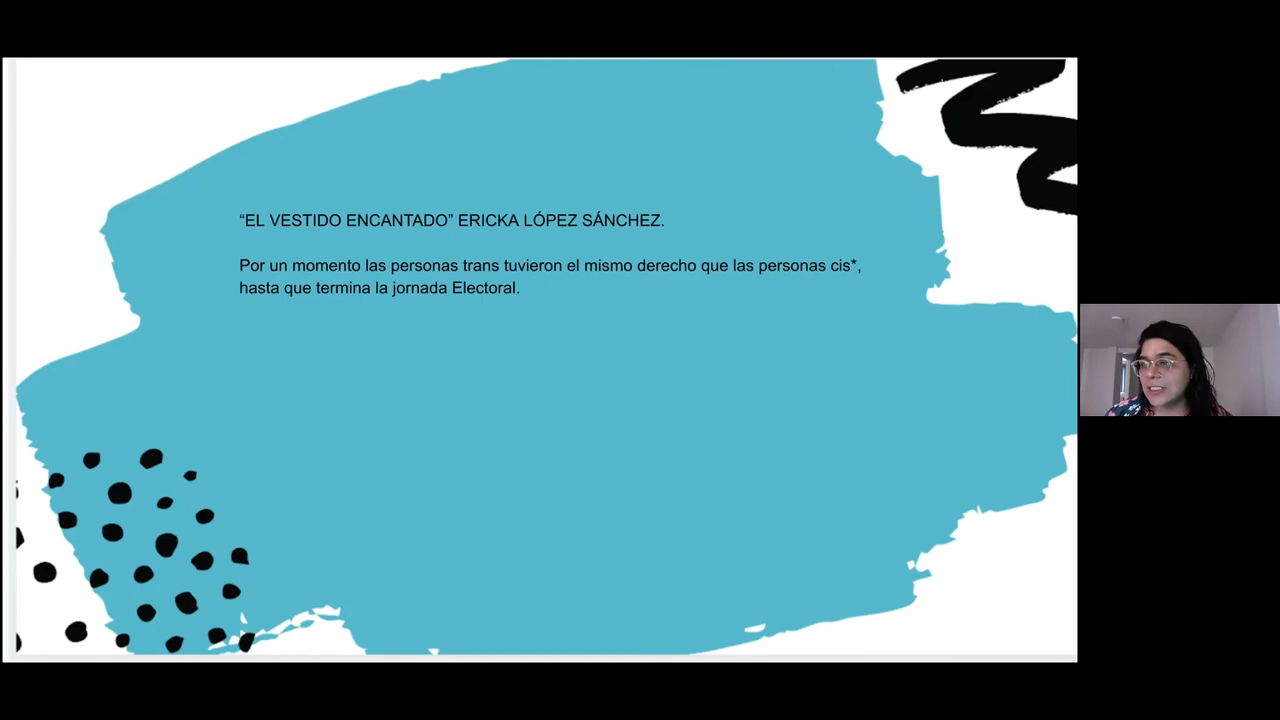 “EL VESTIDO ENCANTADO” ERICKA LÓPEZ SÁNCHEZ.
Por un momento las personas trans tuvieron el mismo derecho que las personas cis*,
hasta que termina la jornada Electoral.